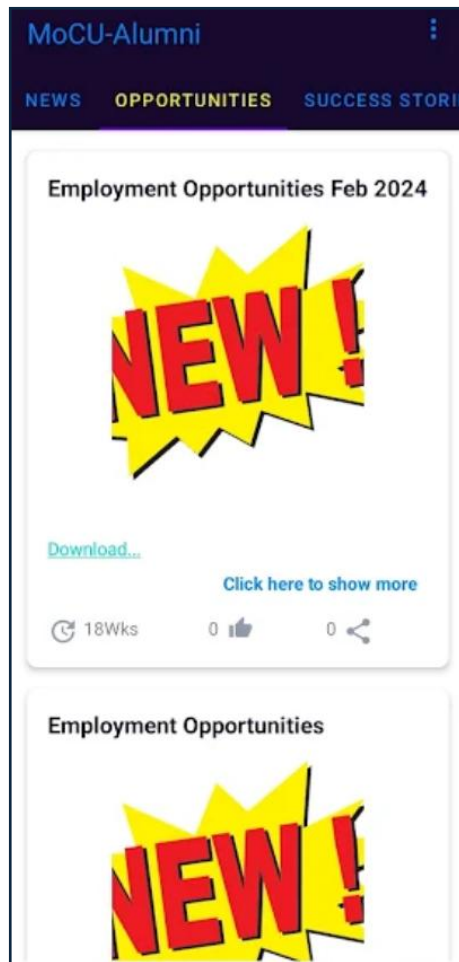 MoCU-Alumni
NEWS OPPORTUNITIES SUCCESS STORI
Employment Opportunities Feb 2024
NEW!
Download...
Click here to show more
18Wks 0 0
Employment Opportunities
NEW!